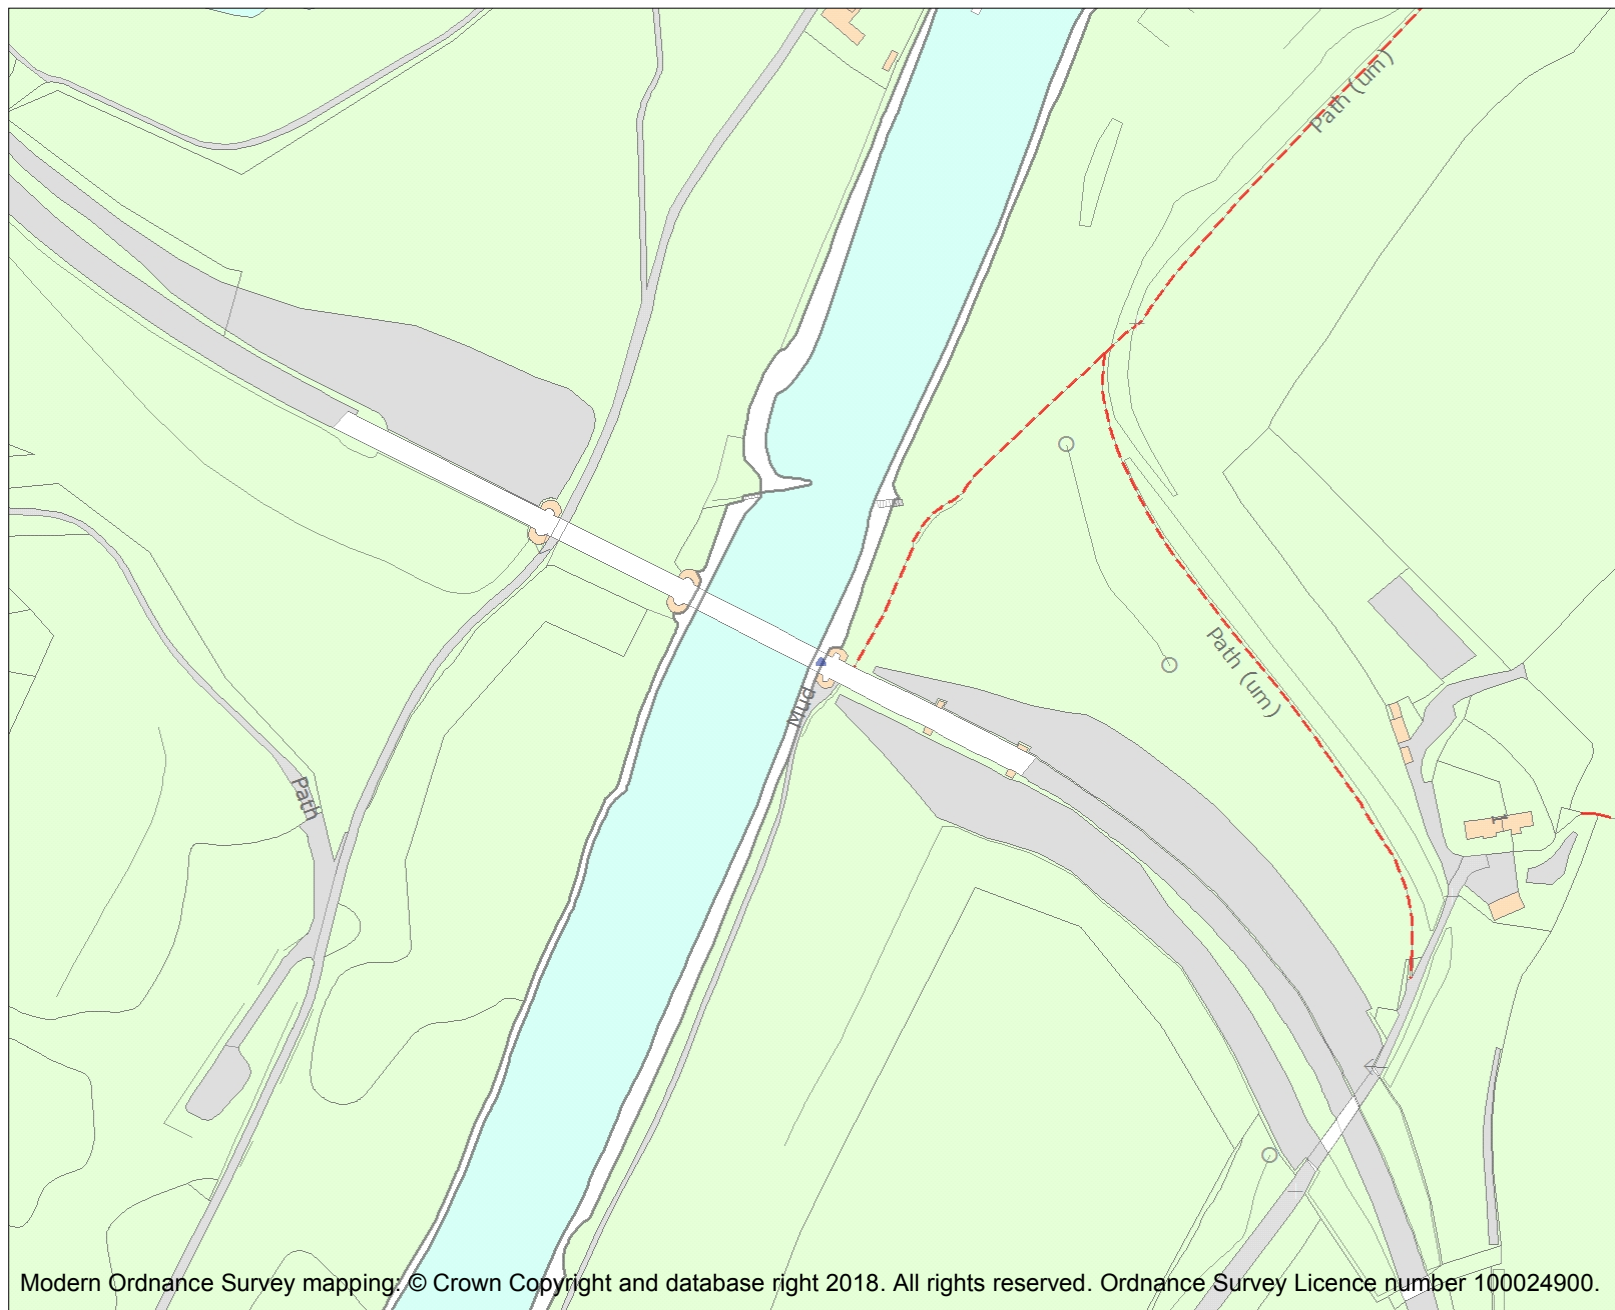 Path (um)
Path (um)
Mud
Path
Modern Ordnance Survey mapping: © Crown Copyright and database right 2018. All rights reserved. Ordnance Survey Licence number 100024900.